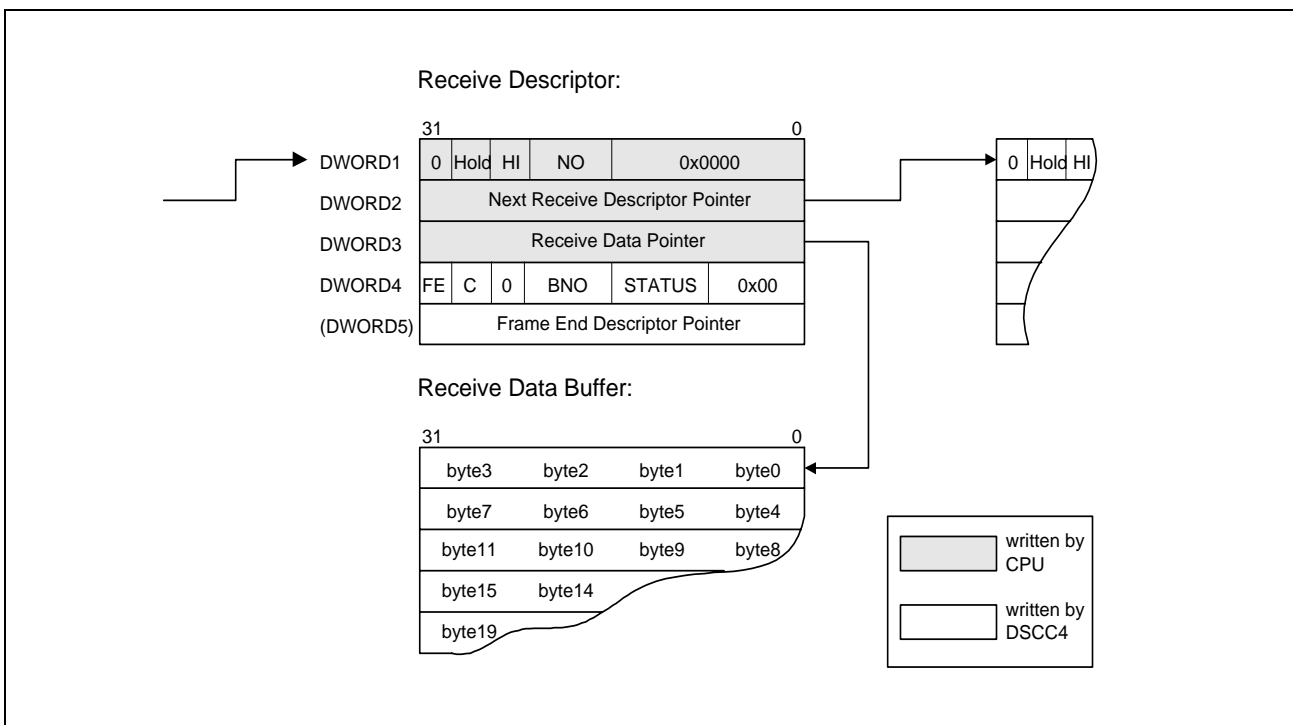 Receive Descriptor:
31 0
DWORD1 0 Hold HI NO 0x0000 0 Hold HI
DWORD2 Next Receive Descriptor Pointer
DWORD3 Receive Data Pointer
DWORD4 FE C 0 BNO STATUS 0x00
(DWORD5) Frame End Descriptor Pointer
Receive Data Buffer:
31 0
byte3 byte2 byte1 byte0
byte7 byte6 byte5 byte4
byte11 byte10 byte9 byte8
byte15 byte14
byte19
written by
CPU
written by
DSCC4